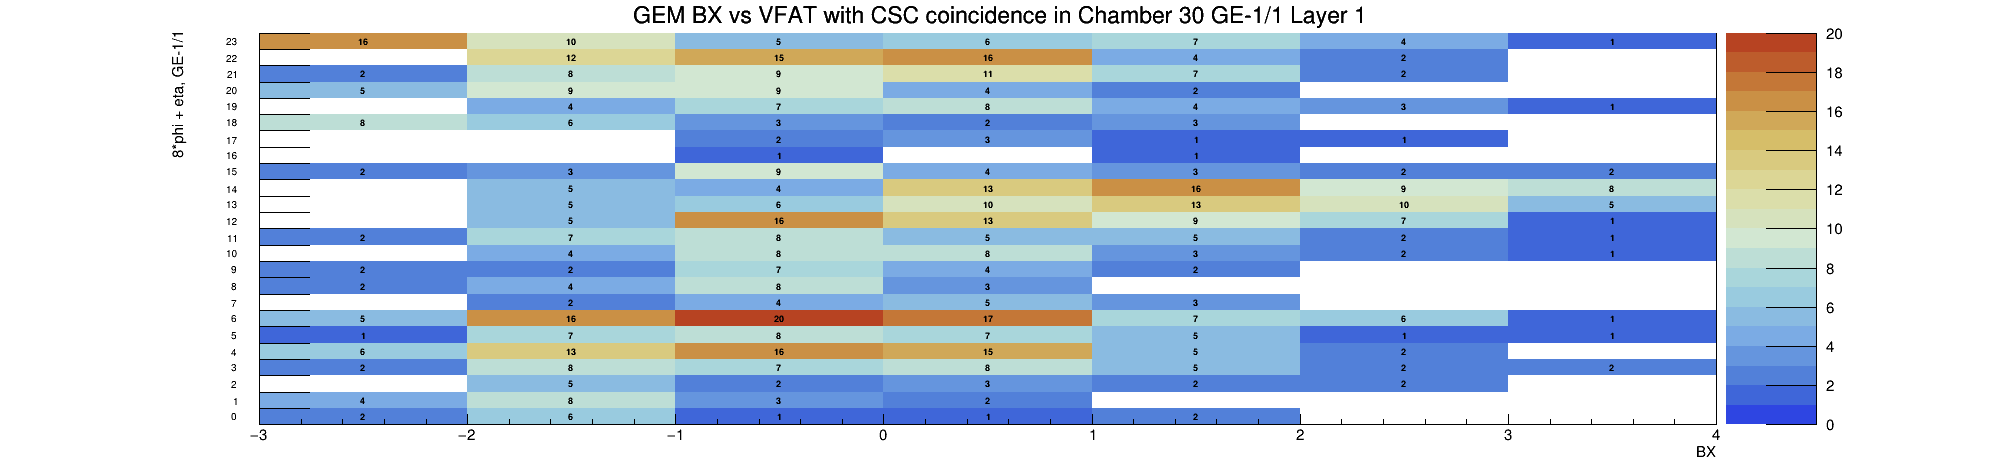 GEM BX vs VFAT with CSC coincidence in Chamber 30 GE-1/1 Layer 1
8*phi + eta, GE-1/1
23 16 10 5 6 7 4 1 20
22 12 15 16 4 2
21 2 8 9 11 7 2 18
20 5 9 9 4 2
19 4 7 8 4 3 1 16
18 8 6 3 2 3
17 2 3 1 1 14
16 1 1
15 2 3 9 4 3 2 2
14 5 4 13 16 9 8 12
13 5 6 10 13 10 5
12 5 16 13 9 7 1 10
11 2 7 8 5 5 2 1
10 4 8 8 3 2 1
9 2 2 7 4 2 8
8 2 4 8 3
7 2 4 5 3 6
6 5 16 20 17 7 6 1
5 1 7 8 7 5 1 1
4 6 13 16 15 5 2 4
3 2 8 7 8 5 2 2
2 5 2 3 2 2 2
1 4 8 3 2
0 2 6 1 1 2 0
−3 −2 −1 0 1 2 3 4
BX